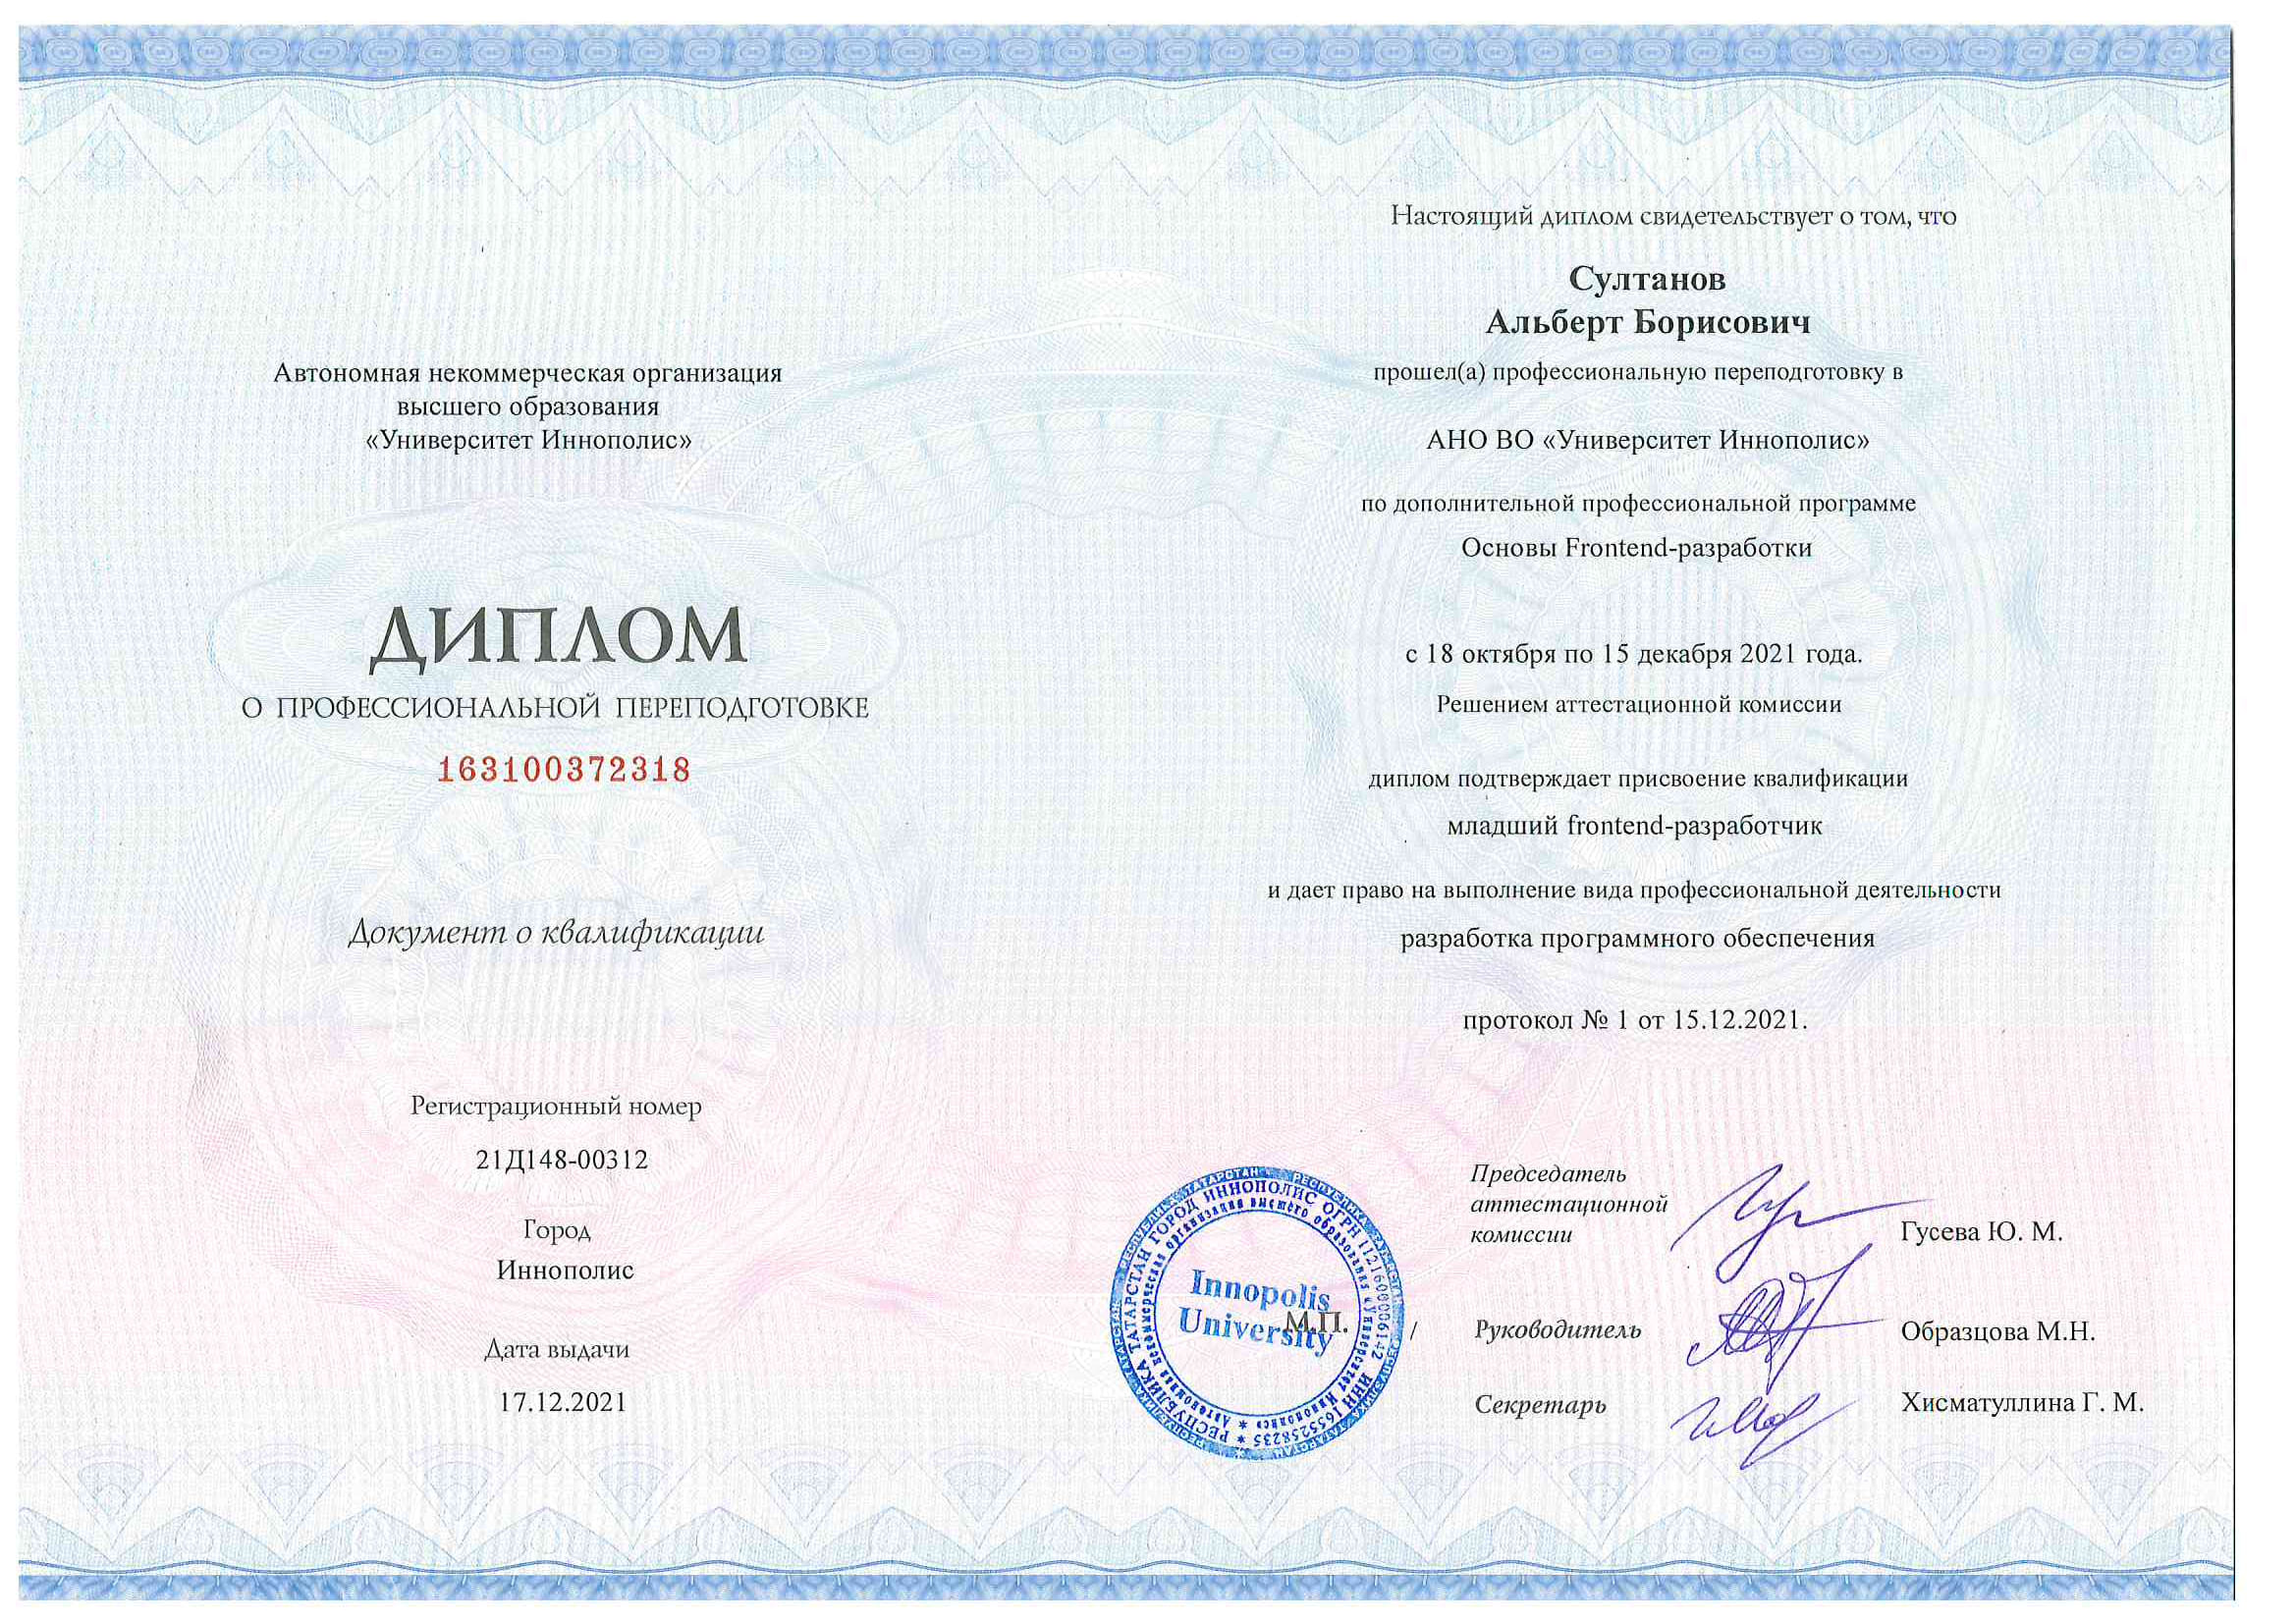 Автономная некоммерческая организация
высшего образования
«Университет Иннополис»
ДИПЛОМ
О ПРОФЕССИОНАЛЬНОЙ ПЕРЕПОДГОТОВКЕ
163100372318
Документ о квалификации
Регистрационный номер
21Д148-00312
Город
Иннополис
Дата выдачи
17.12.2021
Настоящий диплом свидетельствует о том, что
Султанов
Альберт Борисович
прошел(а) профессиональную переподготовку в
АНО ВО «Университет Иннополис»
по дополнительной профессиональной программе
Основы Frontend-разработки
с 18 октября по 15 декабря 2021 года.
Решением аттестационной комиссии
диплом подтверждает присвоение квалификации
младший frontend-разработчик
и дает право на выполнение вида профессиональной деятельности
разработка программного обеспечения
протокол № 1 от 15.12.2021.
Председатель
аттестационной
комиссии
Гусева Ю. М.
М.П.
/
Руководитель
Образцова М.Н.
Секретарь
Хисматуллина Г. М.
РЕСПУБЛИКА ТАТАРСТАН ГОРОД ИННОПОЛИС ОГРН 1121600006142 ИНН 1655258235
Автономная некоммерческая организация высшего образования «Университет Иннополис»
Innopolis
University